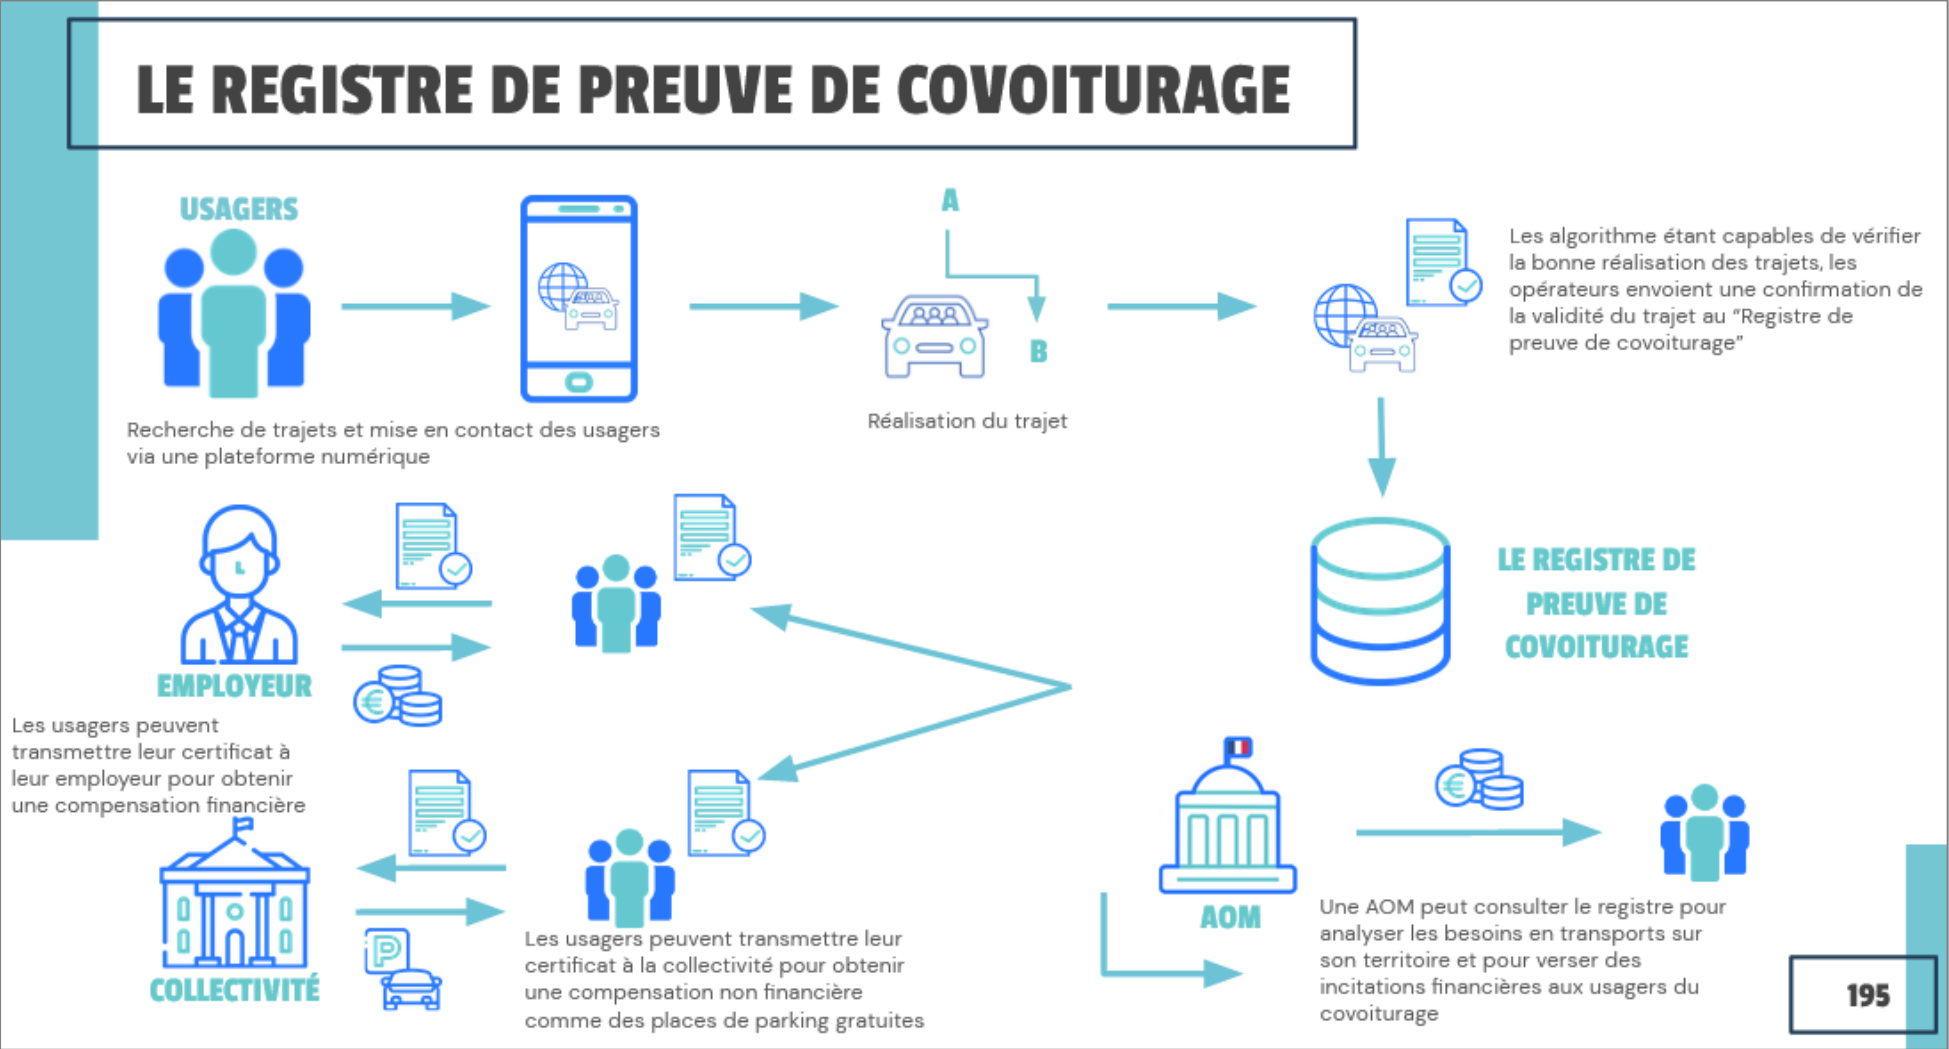 LE REGISTRE DE PREUVE DE COVOITURAGE
USAGERS
A
B
Les algorithme étant capables de vérifier
la bonne réalisation des trajets, les
opérateurs envoient une confirmation de
la validité du trajet au “Registre de
preuve de covoiturage”
Recherche de trajets et mise en contact des usagers
via une plateforme numérique
Réalisation du trajet
LE REGISTRE DE
PREUVE DE
COVOITURAGE
€
EMPLOYEUR
Les usagers peuvent
transmettre leur certificat à
leur employeur pour obtenir
une compensation financière
P
COLLECTIVITÉ
Les usagers peuvent transmettre leur
certificat à la collectivité pour obtenir
une compensation non financière
comme des places de parking gratuites
€
AOM
Une AOM peut consulter le registre pour
analyser les besoins en transports sur
son territoire et pour verser des
incitations financières aux usagers du
covoiturage
195